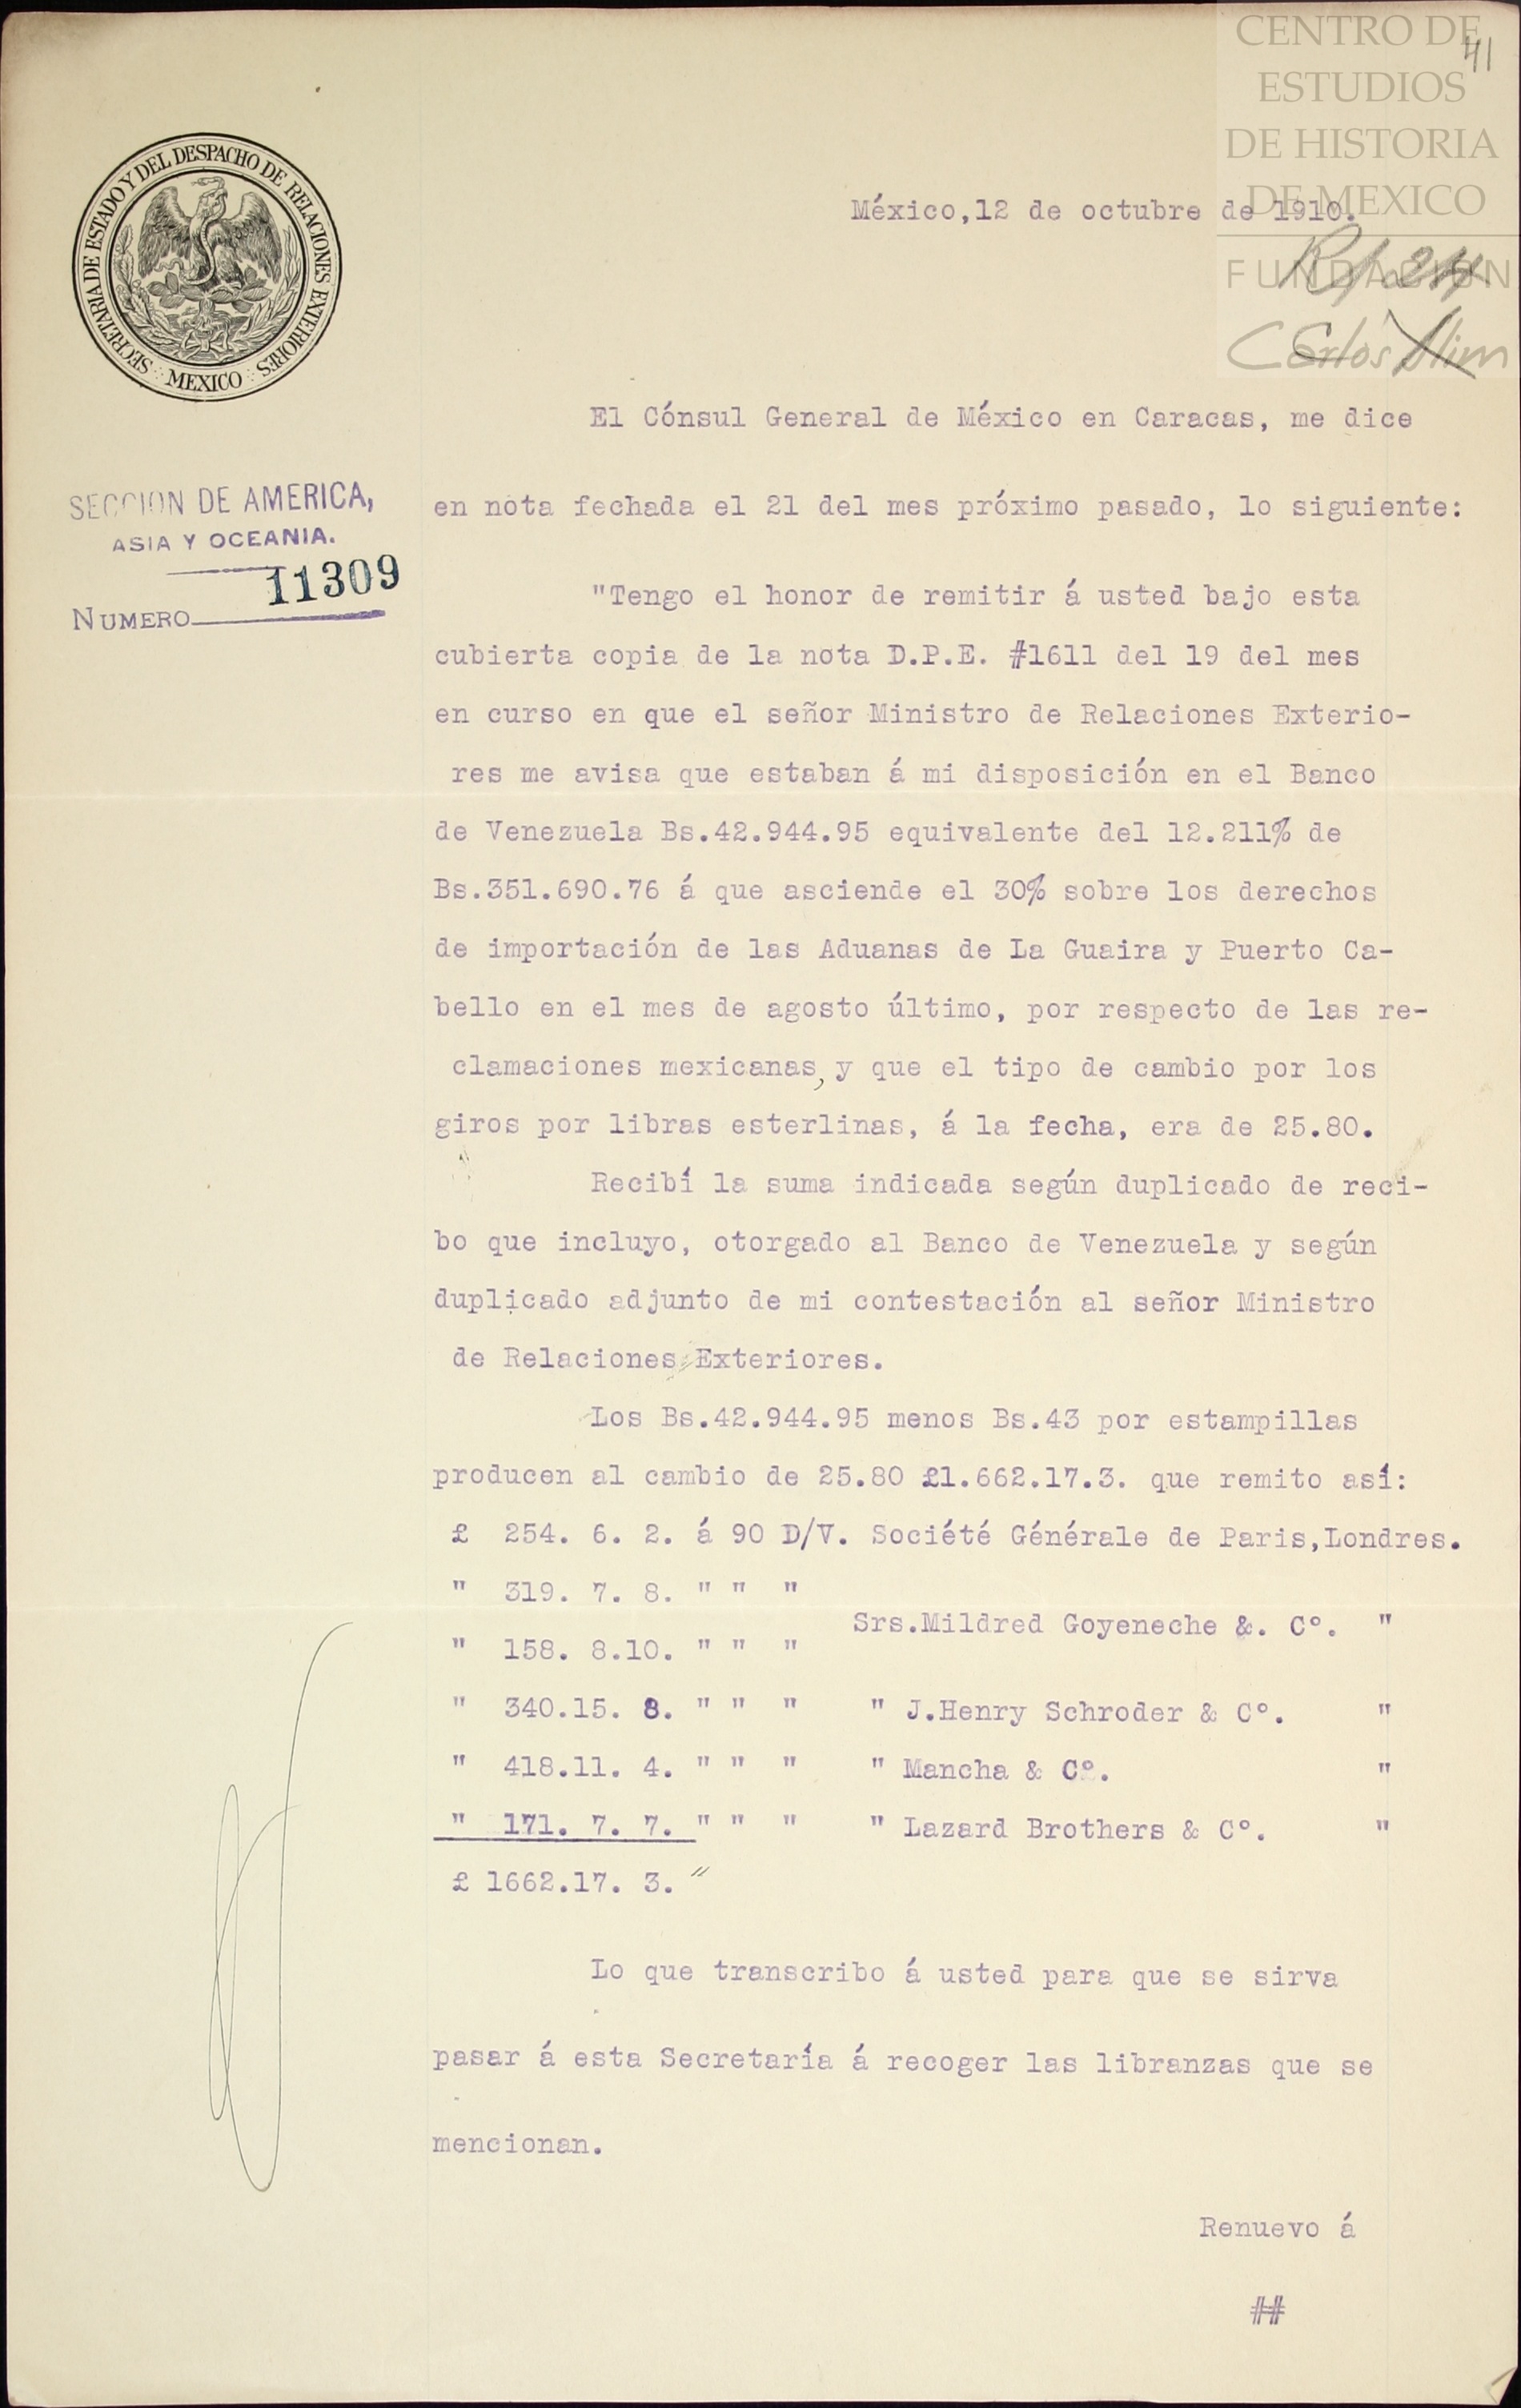 CENTRO DE
ESTUDIOS
DE HISTORIA
DE MEXICO
FUNDACION
Carlos Slim
41
SECRETARIA DE ESTADO Y DEL DESPACHO DE RELACIONES EXTERIORES
MEXICO
México,12 de octubre de 1910.
SECCION DE AMERICA,
ASIA Y OCEANIA.
NUMERO 11309
El Cónsul General de México en Caracas, me dice
en nota fechada el 21 del mes próximo pasado, lo siguiente:
"Tengo el honor de remitir á usted bajo esta
cubierta copia de la nota D.P.E. #1611 del 19 del mes
en curso en que el señor Ministro de Relaciones Exterio-
res me avisa que estaban á mi disposición en el Banco
de Venezuela Bs.42.944.95 equivalente del 12.211% de
Bs.351.690.76 á que asciende el 30% sobre los derechos
de importación de las Aduanas de La Guaira y Puerto Ca-
bello en el mes de agosto último, por respecto de las re-
clamaciones mexicanas, y que el tipo de cambio por los
giros por libras esterlinas, á la fecha, era de 25.80.
Recibí la suma indicada según duplicado de reci-
bo que incluyo, otorgado al Banco de Venezuela y según
duplicado adjunto de mi contestación al señor Ministro
de Relaciones Exteriores.
Los Bs.42.944.95 menos Bs.43 por estampillas
producen al cambio de 25.80 £1.662.17.3. que remito así:
£ 254. 6. 2. á 90 D/V. Société Générale de Paris,Londres.
" 319. 7. 8. " " "
Srs.Mildred Goyeneche &. Cº. "
" 158. 8.10. " " "
" 340.15. 8. " " " " J.Henry Schroder & Cº. "
" 418.11. 4. " " " " Mancha & Cº. "
" 171. 7. 7. " " " " Lazard Brothers & Cº. "
£ 1662.17. 3. "
Lo que transcribo á usted para que se sirva
pasar á esta Secretaría á recoger las libranzas que se
mencionan.
Renuevo á
##